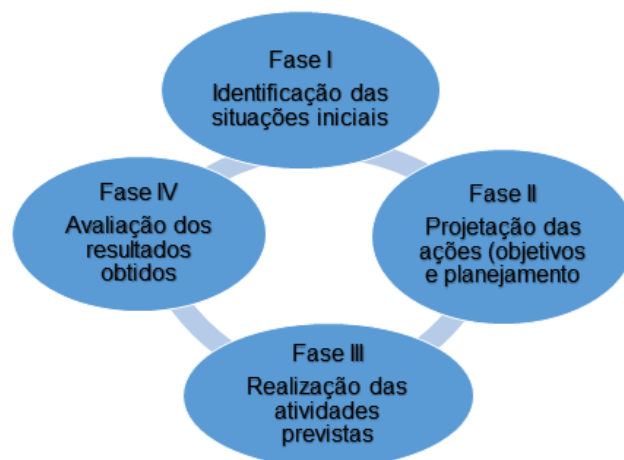 Fase I
Identificação das
situações iniciais
Fase II
Projetação das
ações (objetivos
e planejamento
Fase III
Realização das
atividades
previstas
Fase IV
Avaliação dos
resultados
obtidos